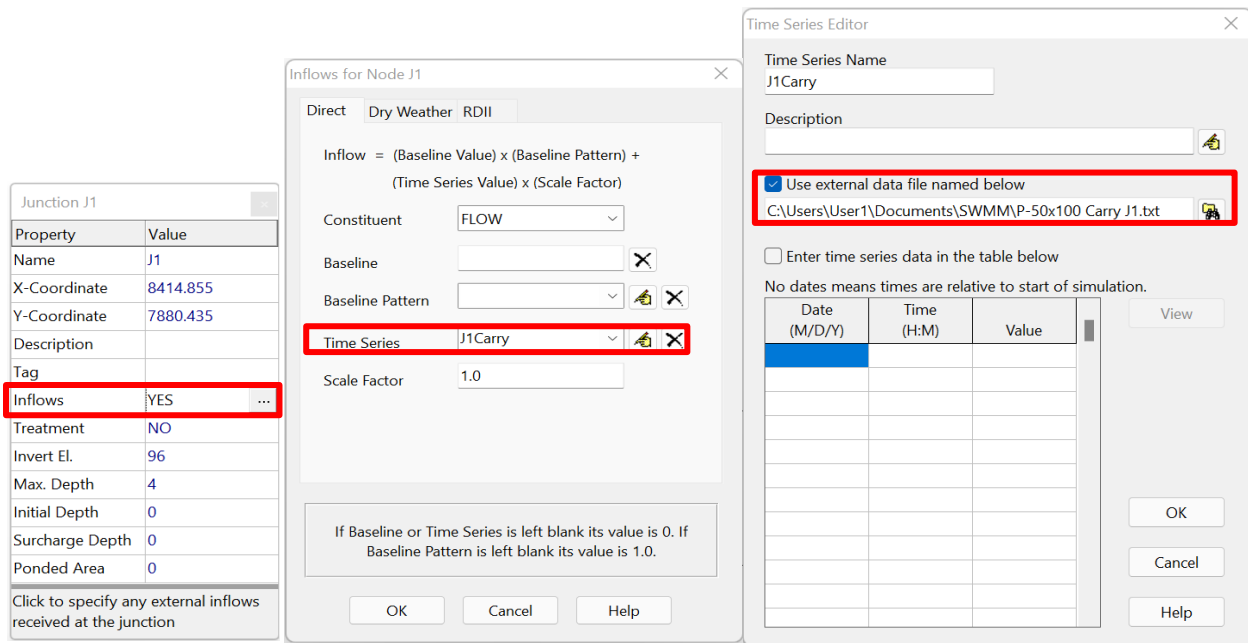 Junction J1
Property Value
Name J1
X-Coordinate 8414.855
Y-Coordinate 7880.435
Description
Tag
Inflows YES ...
Treatment NO
Invert El. 96
Max. Depth 4
Initial Depth 0
Surcharge Depth 0
Ponded Area 0
Click to specify any external inflows
received at the junction
Inflows for Node J1
Direct Dry Weather RDII
Inflow = (Baseline Value) x (Baseline Pattern) +
(Time Series Value) x (Scale Factor)
Constituent FLOW
Baseline
Baseline Pattern
Time Series J1Carry
Scale Factor 1.0
If Baseline or Time Series is left blank its value is 0. If
Baseline Pattern is left blank its value is 1.0.
OK Cancel Help
Time Series Editor
Time Series Name
J1Carry
Description
Use external data file named below
C:\Users\User1\Documents\SWMM\P-50x100 Carry J1.txt
Enter time series data in the table below
No dates means times are relative to start of simulation.
Date Time
(M/D/Y) (H:M) Value
View
OK
Cancel
Help